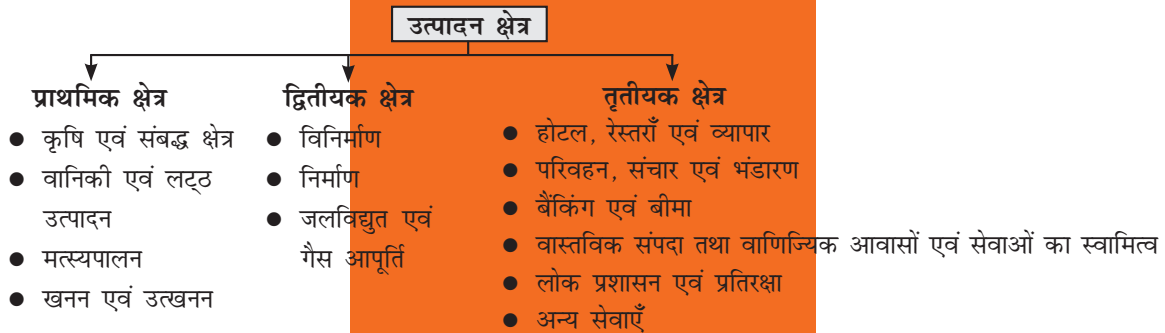 उत्पादन क्षेत्र
प्राथमिक क्षेत्र
● कृषि एवं संबद्ध क्षेत्र
● वानिकी एवं लट्ठ
उत्पादन
● मत्स्यपालन
● खनन एवं उत्खनन
द्वितीयक क्षेत्र
● विनिर्माण
● निर्माण
● जलविद्युत एवं
गैस आपूर्ति
तृतीयक क्षेत्र
● होटल, रेस्तराँ एवं व्यापार
● परिवहन, संचार एवं भंडारण
● बैंकिंग एवं बीमा
● वास्तविक संपदा तथा वाणिज्यिक आवासों एवं सेवाओं का स्वामित्व
● लोक प्रशासन एवं प्रतिरक्षा
● अन्य सेवाएँ